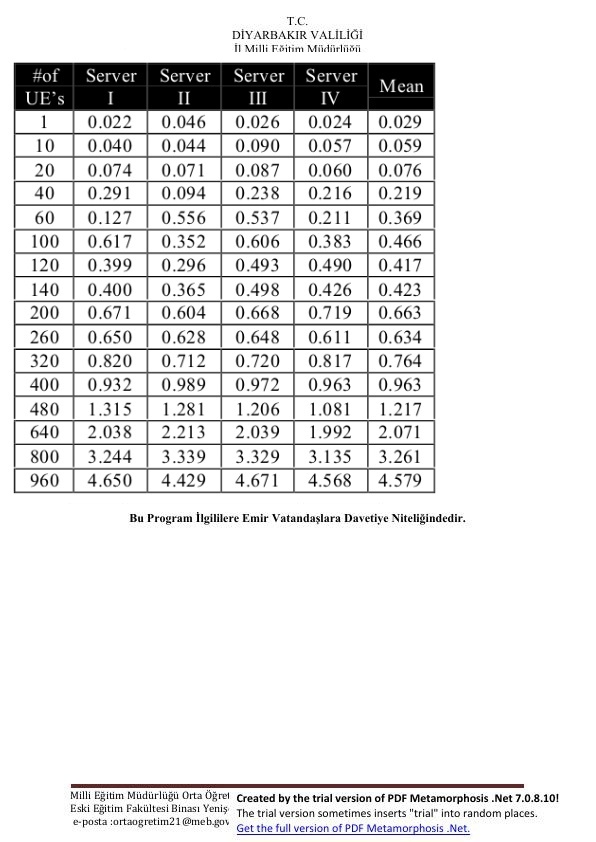 T.C.
DİYARBAKIR VALİLİĞİ
İl Milli Eğitim Müdürlüğü
#of UE's Server I Server II Server III Server IV Mean
1 0.022 0.046 0.026 0.024 0.029
10 0.040 0.044 0.090 0.057 0.059
20 0.074 0.071 0.087 0.060 0.076
40 0.291 0.094 0.238 0.216 0.219
60 0.127 0.556 0.537 0.211 0.369
100 0.617 0.352 0.606 0.383 0.466
120 0.399 0.296 0.493 0.490 0.417
140 0.400 0.365 0.498 0.426 0.423
200 0.671 0.604 0.668 0.719 0.663
260 0.650 0.628 0.648 0.611 0.634
320 0.820 0.712 0.720 0.817 0.764
400 0.932 0.989 0.972 0.963 0.963
480 1.315 1.281 1.206 1.081 1.217
640 2.038 2.213 2.039 1.992 2.071
800 3.244 3.339 3.329 3.135 3.261
960 4.650 4.429 4.671 4.568 4.579
Bu Program İlgililere Emir Vatandaşlara Davetiye Niteliğindedir.
Milli Eğitim Müdürlüğü Orta Öğret
Eski Eğitim Fakültesi Binası Yeniş
e-posta :ortaogretim21@meb.gov
Created by the trial version of PDF Metamorphosis .Net 7.0.8.10!
The trial version sometimes inserts "trial" into random places.
Get the full version of PDF Metamorphosis .Net.